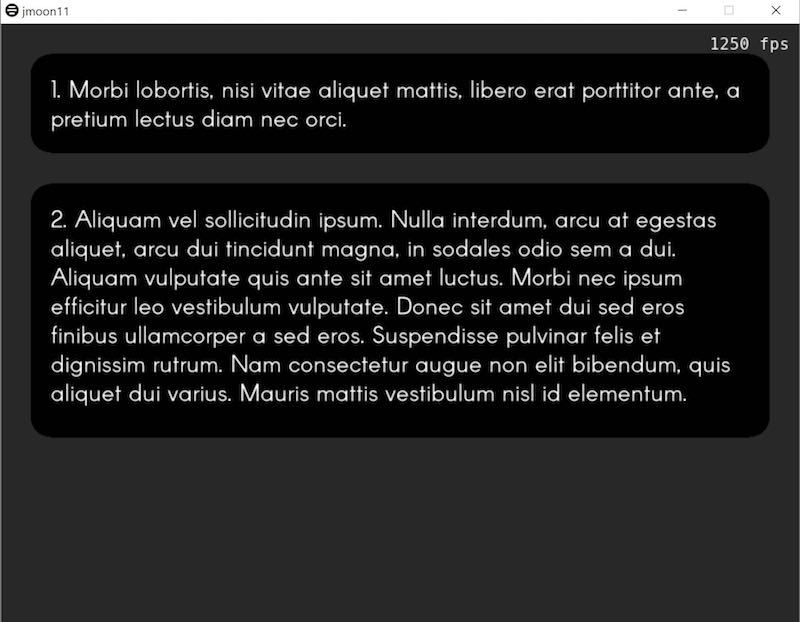 jmoon11
1250 fps
1. Morbi lobortis, nisi vitae aliquet mattis, libero erat porttitor ante, a
pretium lectus diam nec orci.
2. Aliquam vel sollicitudin ipsum. Nulla interdum, arcu at egestas
aliquet, arcu dui tincidunt magna, in sodales odio sem a dui.
Aliquam vulputate quis ante sit amet luctus. Morbi nec ipsum
efficitur leo vestibulum vulputate. Donec sit amet dui sed eros
finibus ullamcorper a sed eros. Suspendisse pulvinar felis et
dignissim rutrum. Nam consectetur augue non elit bibendum, quis
aliquet dui varius. Mauris mattis vestibulum nisl id elementum.